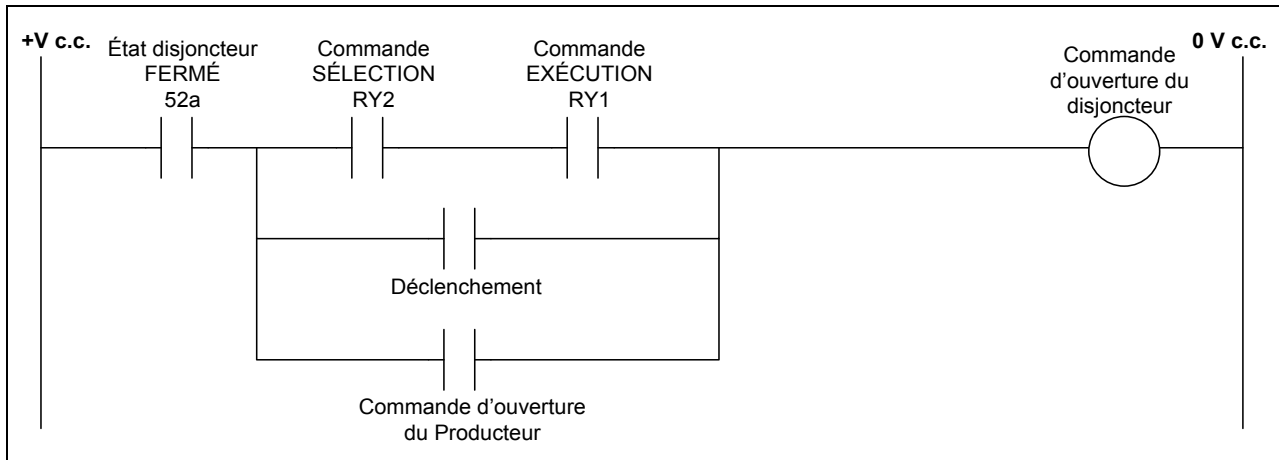 +V c.c.
État disjoncteur
FERMÉ
52a
Commande
SÉLECTION
RY2
Commande
EXÉCUTION
RY1
Commande
d'ouverture du
disjoncteur
0 V c.c.
Déclenchement
Commande d'ouverture
du Producteur